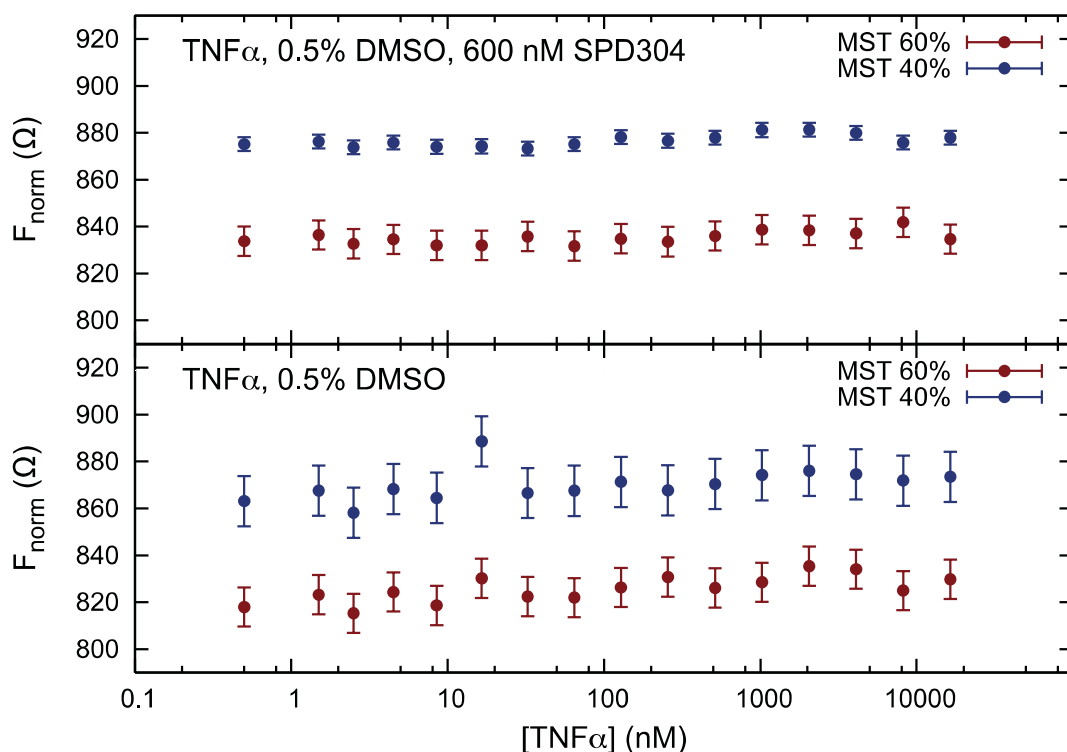 TNFα, 0.5% DMSO, 600 nM SPD304
MST 60%
MST 40%
920
900
880
860
840
820
800
Fnorm (Ω)
TNFα, 0.5% DMSO
MST 60%
MST 40%
920
900
880
860
840
820
800
Fnorm (Ω)
0.1 1 10 100 1000 10000
[TNFα] (nM)